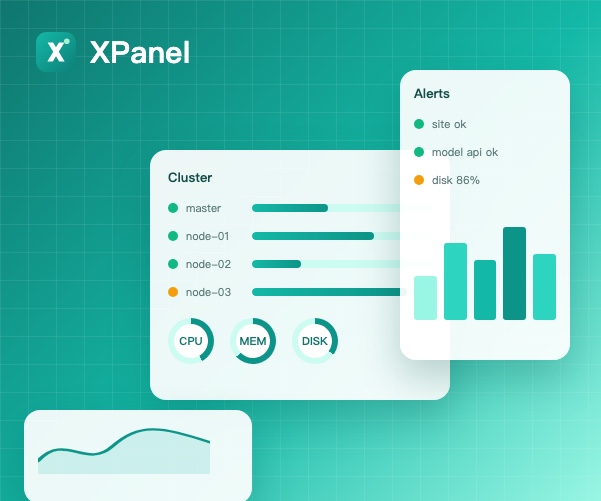 X
XPanel
Alerts
site ok
model api ok
disk 86%
Cluster
master
node-01
node-02
node-03
CPU
MEM
DISK